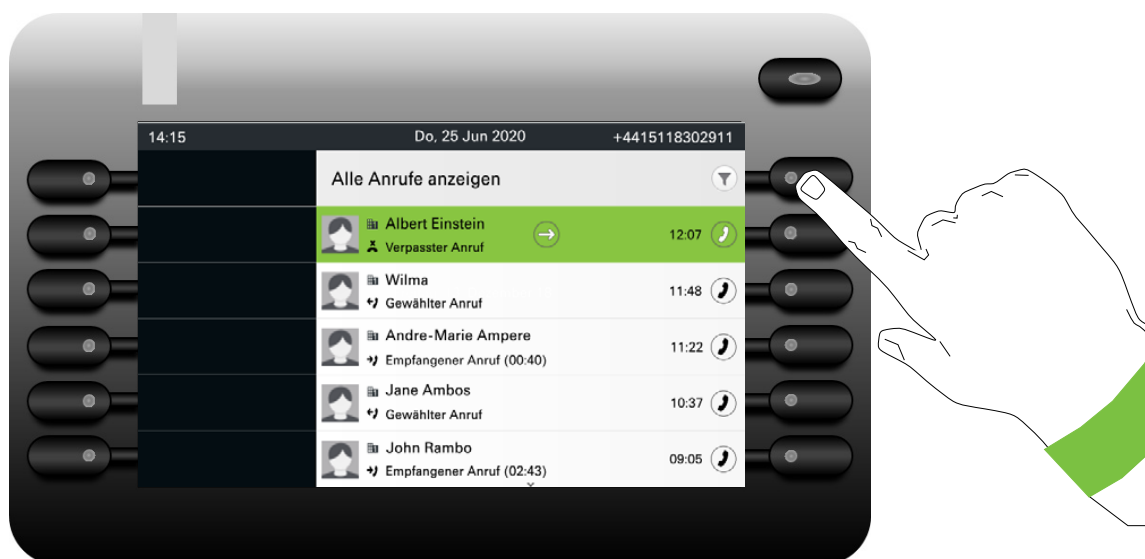 14:15 Do, 25 Jun 2020 +4415118302911
Alle Anrufe anzeigen
Albert Einstein
Verpasster Anruf
12:07
Wilma
Gewählter Anruf
11:48
Andre-Marie Ampere
Empfangener Anruf (00:40)
11:22
Jane Ambos
Gewählter Anruf
10:37
John Rambo
Empfangener Anruf (02:43)
09:05